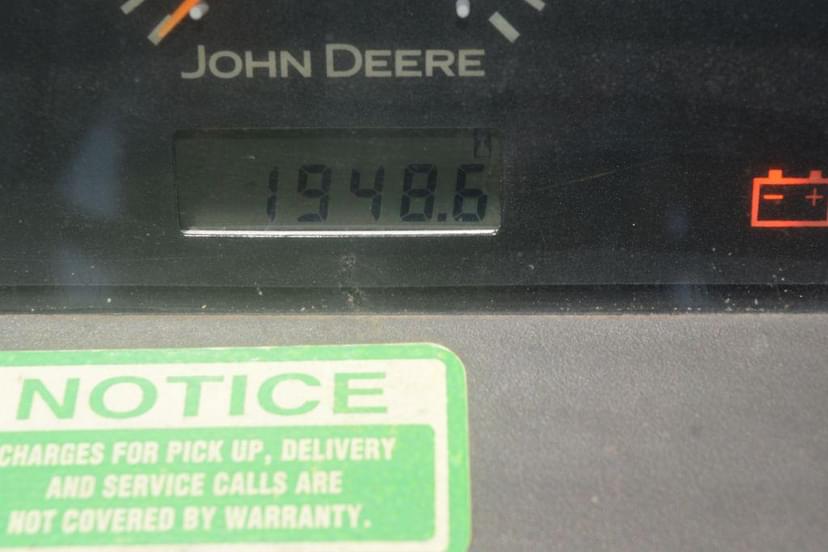 JOHN DEERE
1948.6
- +
NOTICE
CHARGES FOR PICK UP, DELIVERY
AND SERVICE CALLS ARE
NOT COVERED BY WARRANTY.